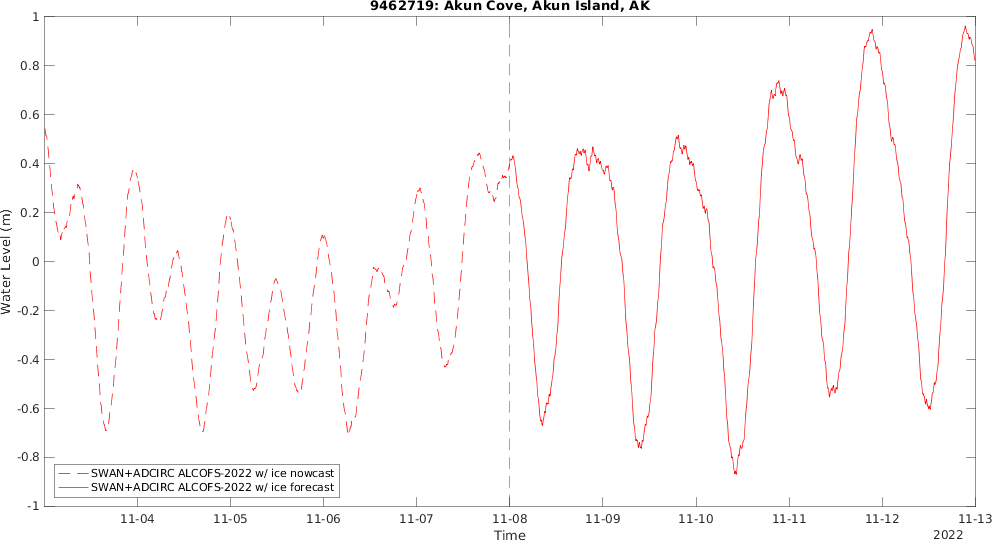 9462719: Akun Cove, Akun Island, AK
Water Level (m)
1
0.8
0.6
0.4
0.2
0
-0.2
-0.4
-0.6
-0.8
-1
SWAN+ADCIRC ALCOFS-2022 w/ ice nowcast
SWAN+ADCIRC ALCOFS-2022 w/ ice forecast
11-04 11-05 11-06 11-07 11-08 11-09 11-10 11-11 11-12 11-13
Time
2022